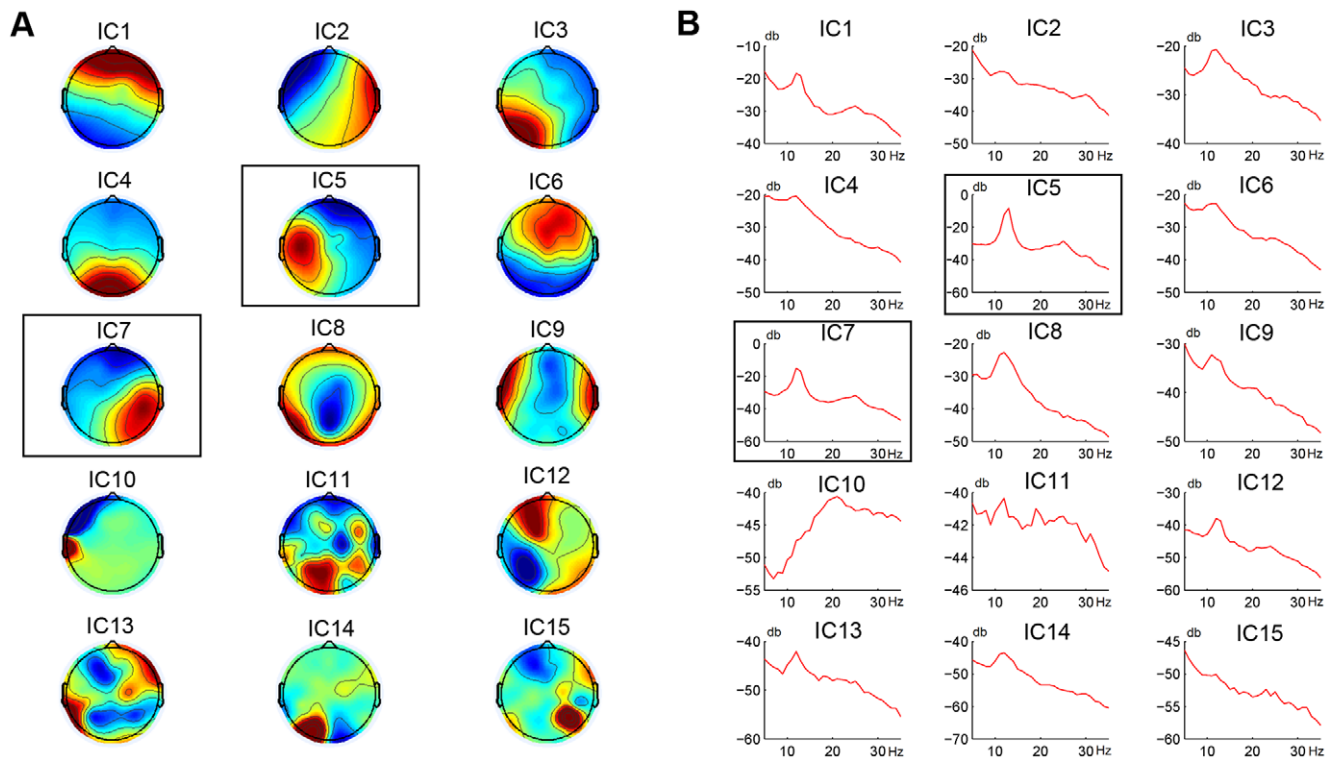 A
B
IC1
IC2
IC3
IC4
IC5
IC6
IC7
IC8
IC9
IC10
IC11
IC12
IC13
IC14
IC15
db
IC1
−10
−20
−30
−40
10 20 30 Hz
db
IC2
−20
−30
−40
−50
10 20 30 Hz
db
IC3
−20
−30
−40
10 20 30 Hz
db
IC4
−20
−30
−40
−50
10 20 30 Hz
db
IC5
0
−20
−40
−60
10 20 30 Hz
db
IC6
−20
−30
−40
−50
10 20 30 Hz
db
IC7
0
−20
−40
−60
10 20 30 Hz
db
IC8
−20
−30
−40
−50
10 20 30 Hz
db
IC9
−30
−40
−50
10 20 30 Hz
db
IC10
−40
−45
−50
−55
10 20 30 Hz
db
IC11
−40
−42
−44
−46
10 20 30 Hz
db
IC12
−30
−40
−50
−60
10 20 30 Hz
db
IC13
−40
−50
−60
10 20 30 Hz
db
IC14
−40
−50
−60
−70
10 20 30 Hz
db
IC15
−45
−50
−55
−60
10 20 30 Hz